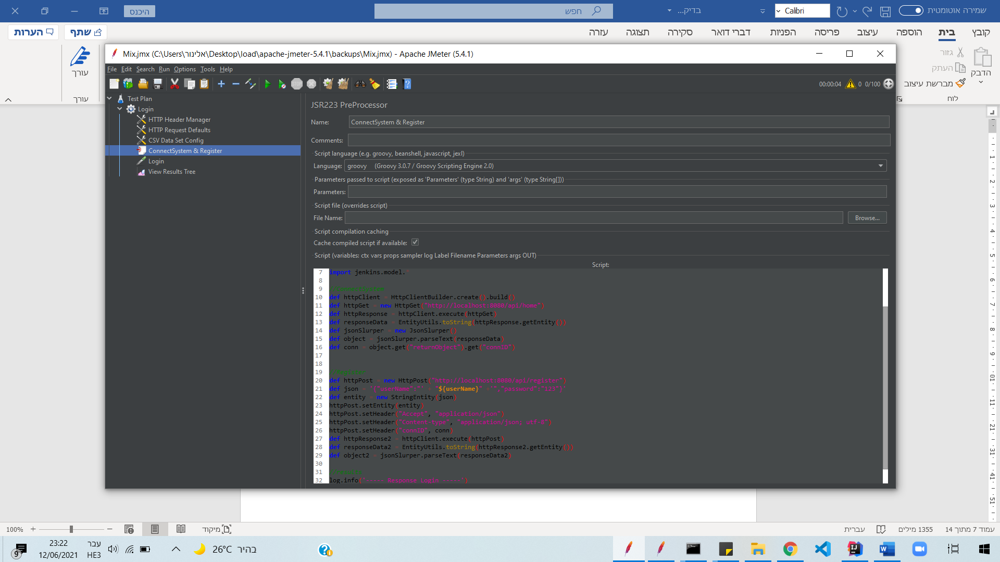 שמירה אוטומטית
Calibri
בדיק...
חפש
היכנס
קובץ
בית
הוספה
עיצוב
פריסה
הפניות
דברי דואר
סקירה
תצוגה
עזרה
שתף
הערות
הדבק
גזור
העתק
מברשת עיצוב
לוח
עורך
עורך
Mix.jmx (C:\Users\אלינור\Desktop\load\apache-jmeter-5.4.1\backups\Mix.jmx) - Apache JMeter (5.4.1)
File Edit Search Run Options Tools Help
00:00:04 0 0/100
Test Plan
Login
HTTP Header Manager
HTTP Request Defaults
CSV Data Set Config
ConnectSystem & Register
Login
View Results Tree
JSR223 PreProcessor
Name: ConnectSystem & Register
Comments:
Script language (e.g. groovy, beanshell, javascript, jexl)
Language: groovy (Groovy 3.0.7 / Groovy Scripting Engine 2.0)
Parameters passed to script (exposed as 'Parameters' (type String) and 'args' (type String[]))
Parameters:
Script file (overrides script)
File Name: Browse...
Script compilation caching
Cache compiled script if available:
Script (variables: ctx vars props sampler log Label Filename Parameters args OUT)
Script:
7 import jenkins.model.*
8
9
10 def httpClient = HttpClientBuilder.create().build()
11 def httpGet = new HttpGet("http://localhost:8080/api/home")
12 def httpResponse = httpClient.execute(httpGet)
13 def responseData = EntityUtils.toString(httpResponse.getEntity())
14 def jsonSlurper = new JsonSlurper()
15 def object = jsonSlurper.parseText(responseData)
16 def conn = object.get("returnObject").get("connID")
17
18
19 //Register
20 def httpPost = new HttpPost("http://localhost:8080/api/register")
21 def json = '{"userName":"' + "${userName}" +'","password":"123"}'
22 def entity = new StringEntity(json)
23 httpPost.setEntity(entity)
24 httpPost.setHeader("Accept", "application/json")
25 httpPost.setHeader("Content-type", "application/json; utf-8")
26 httpPost.setHeader("connID", conn)
27 def httpResponse2 = httpClient.execute(httpPost)
28 def responseData2 = EntityUtils.toString(httpResponse2.getEntity())
29 def object2 = jsonSlurper.parseText(responseData2)
30
31
32 log.info('----- Response Login -----')
עמוד 7 מתוך 14
1355 מילים
עברית
מיקוד
100%
23:22
12/06/2021
עבר
HE3
26°C בהיר
9